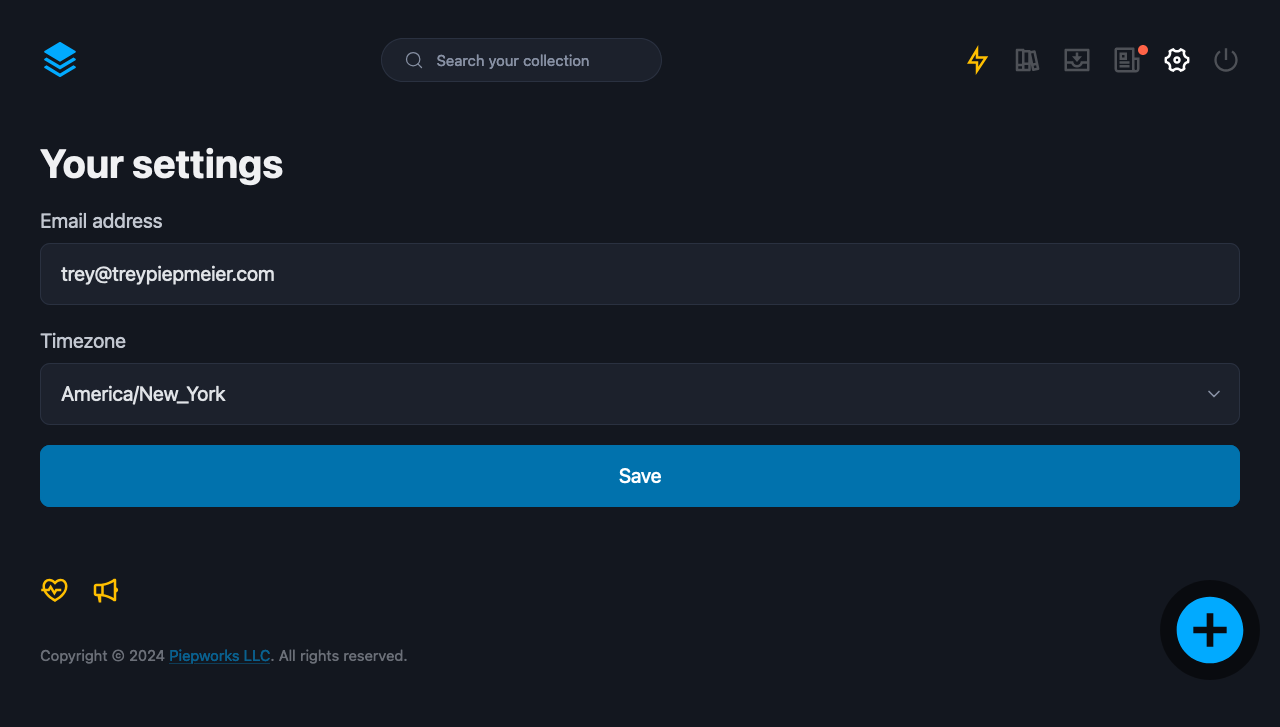 Search your collection
Your settings
Email address
trey@treypiepmeier.com
Timezone
America/New_York
Save
Copyright © 2024 Piepworks LLC. All rights reserved.